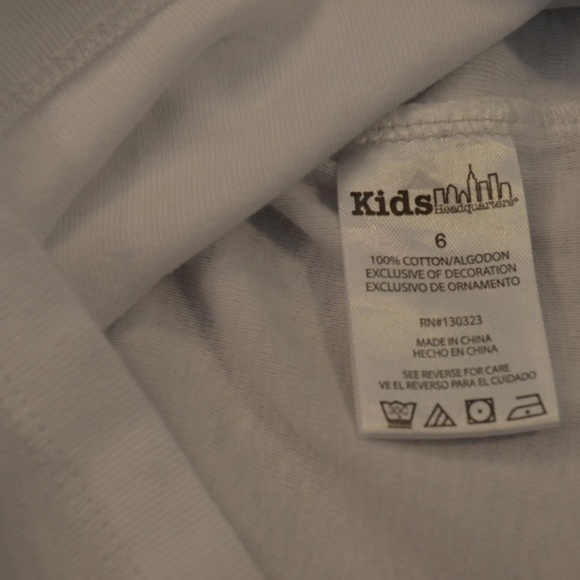 Kids Headquarters®
6
100% COTTON/ALGODON
EXCLUSIVE OF DECORATION
EXCLUSIVO DE ORNAMENTO
RN#130323
MADE IN CHINA
HECHO EN CHINA
SEE REVERSE FOR CARE
VE EL REVERSO PARA EL CUIDADO
30C